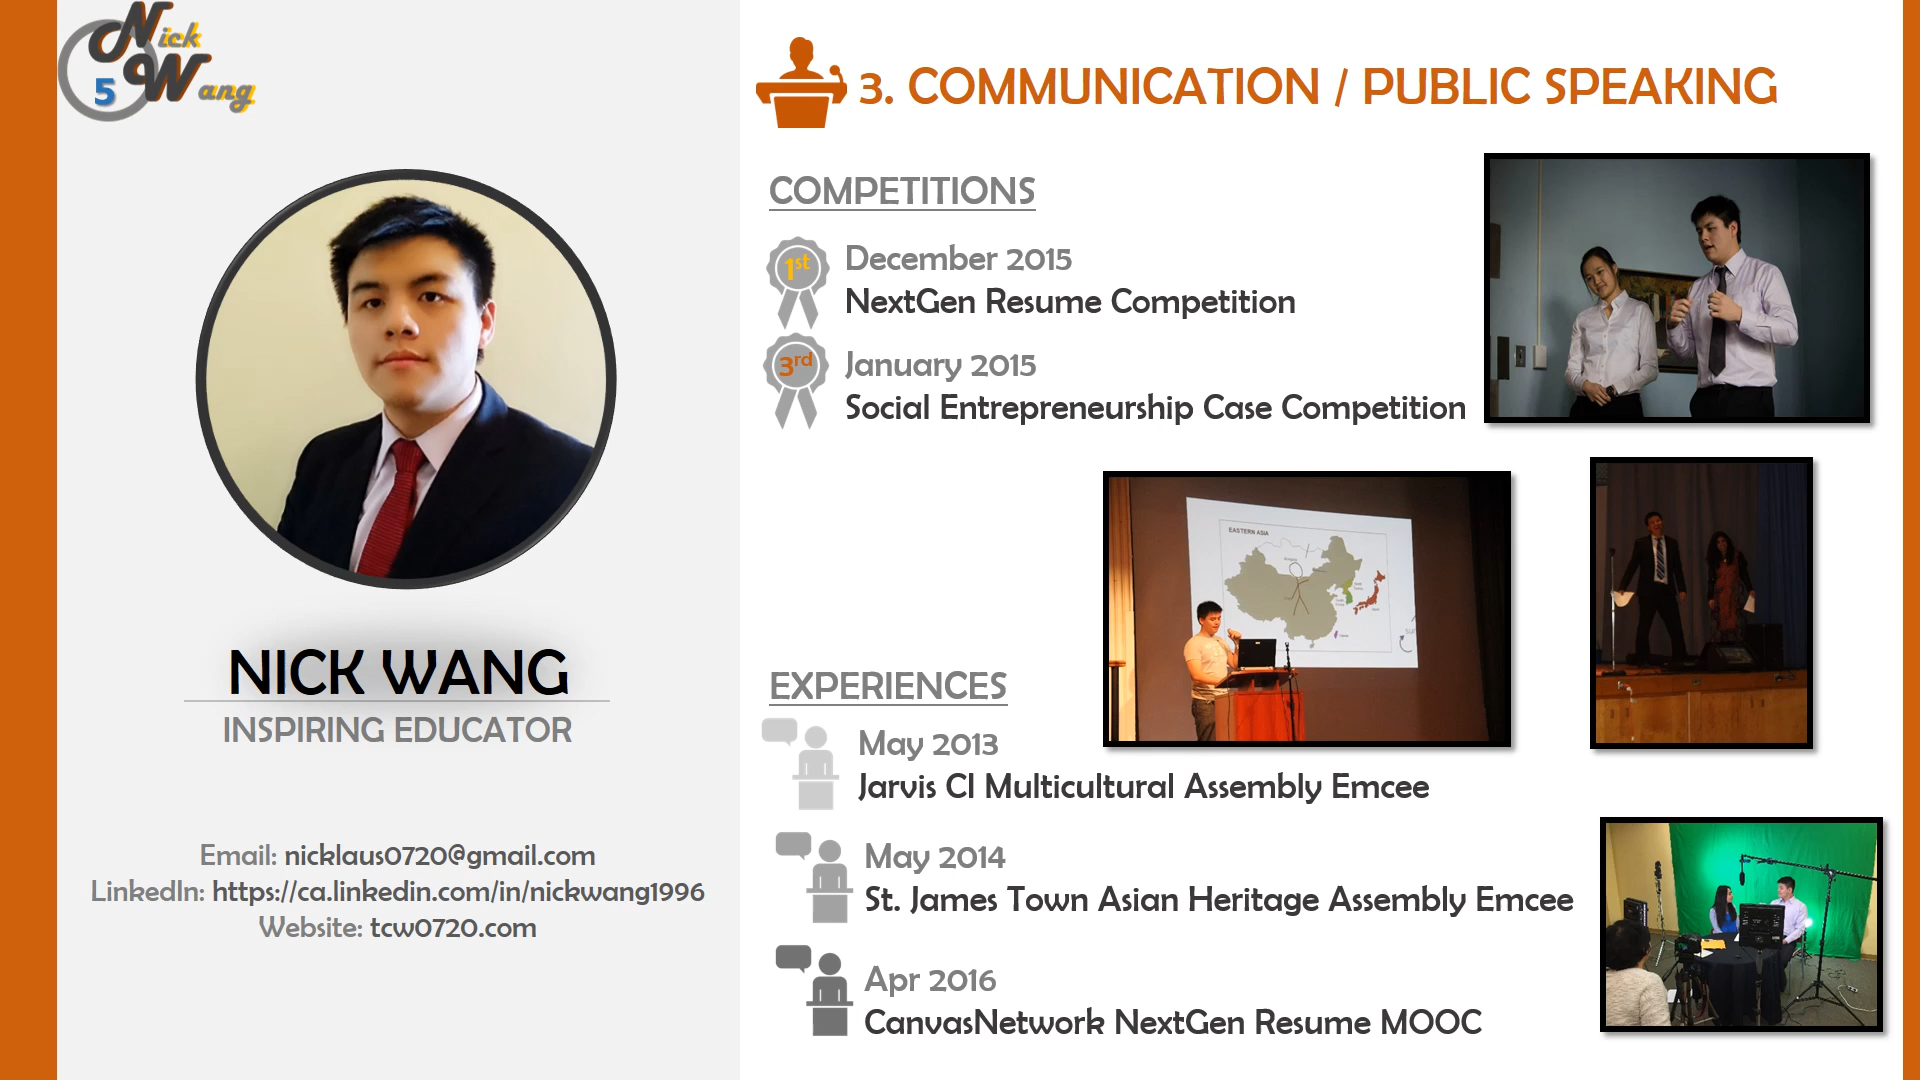 Nick
Wang
5
NICK WANG
INSPIRING EDUCATOR
Email: nicklaus0720@gmail.com
LinkedIn: https://ca.linkedin.com/in/nickwang1996
Website: tcw0720.com
3. COMMUNICATION / PUBLIC SPEAKING
COMPETITIONS
1st
December 2015
NextGen Resume Competition
3rd
January 2015
Social Entrepreneurship Case Competition
EASTERN ASIA
EXPERIENCES
May 2013
Jarvis CI Multicultural Assembly Emcee
May 2014
St. James Town Asian Heritage Assembly Emcee
Apr 2016
CanvasNetwork NextGen Resume MOOC